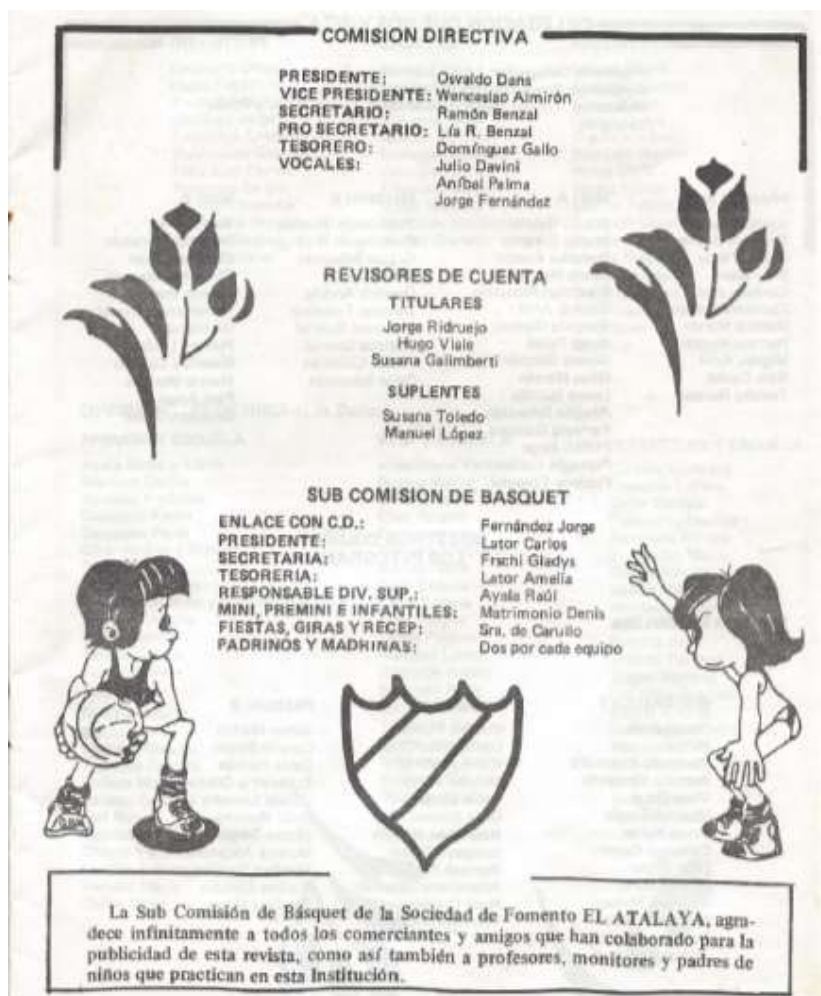 COMISION DIRECTIVA
PRESIDENTE: Osvaldo Dans
VICE PRESIDENTE: Wenceslao Aimirón
SECRETARIO: Ramón Benzal
PRO SECRETARIO: Lía R. Benzal
TESORERO: Domínguez Gallo
VOCALES: Julio Davini
Aníbal Palma
Jorge Fernández
REVISORES DE CUENTA
TITULARES
Jorge Ridruejo
Hugo Viale
Susana Galimberti
SUPLENTES
Susana Toledo
Manuel López
SUB COMISION DE BASQUET
ENLACE CON C.D.: Fernández Jorge
PRESIDENTE: Lator Carlos
SECRETARIA: Frschi Gladys
TESORERIA: Lator Amelia
RESPONSABLE DIV. SUP.: Ayala Raúl
MINI, PREMINI E INFANTILES: Matrimonio Denis
FIESTAS, GIRAS Y RECEP: Sra. de Carullo
PADRINOS Y MADRINAS: Dos por cada equipo
La Sub Comisión de Básquet de la Sociedad de Fomento EL ATALAYA, agra-
dece infinitamente a todos los comerciantes y amigos que han colaborado para la
publicidad de esta revista, como así también a profesores, monitores y padres de
niños que practican en esta Institución.